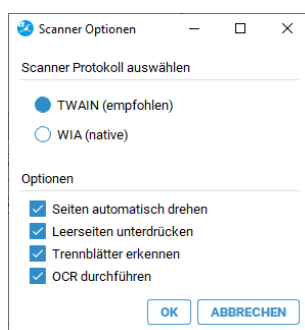 Scanner Optionen
Scanner Protokoll auswählen
TWAIN (empfohlen)
WIA (native)
Optionen
Seiten automatisch drehen
Leerseiten unterdrücken
Trennblätter erkennen
OCR durchführen
OK ABBRECHEN